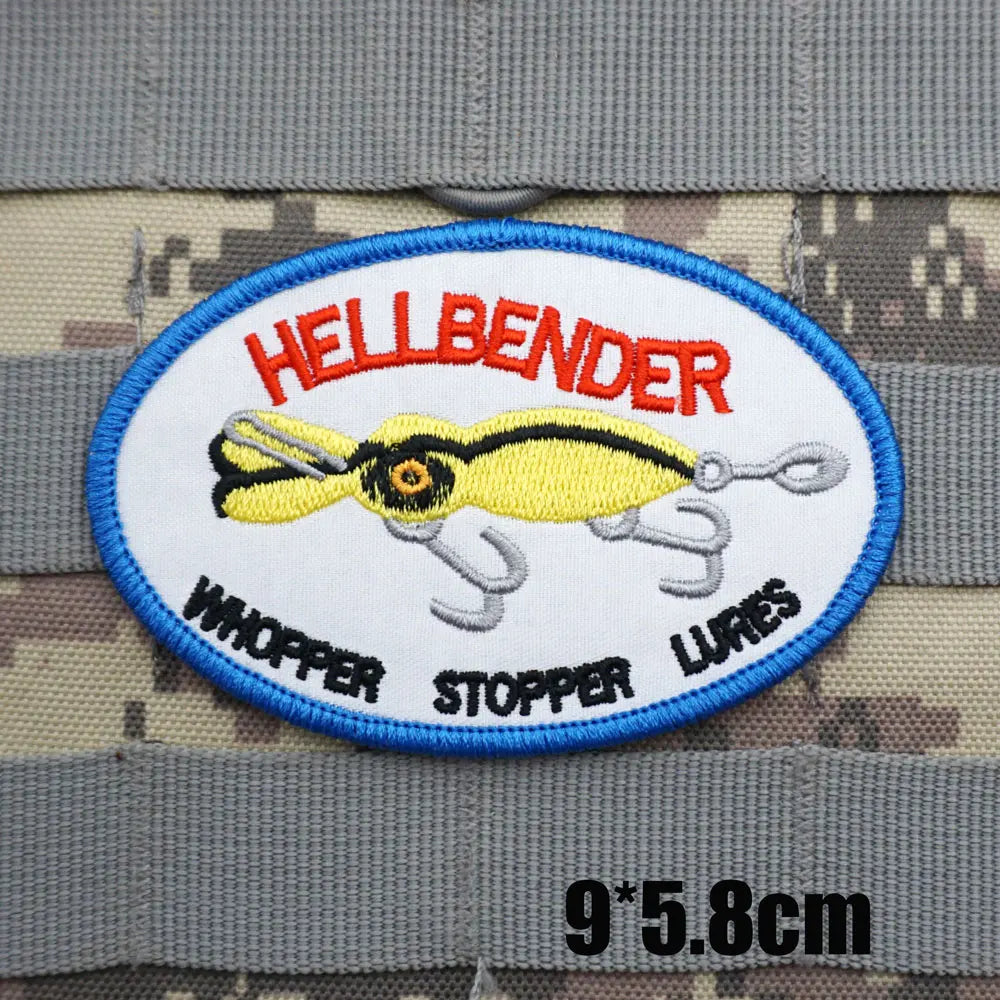 HELLBENDER
WHOPPER STOPPER LURES
9*5.8cm